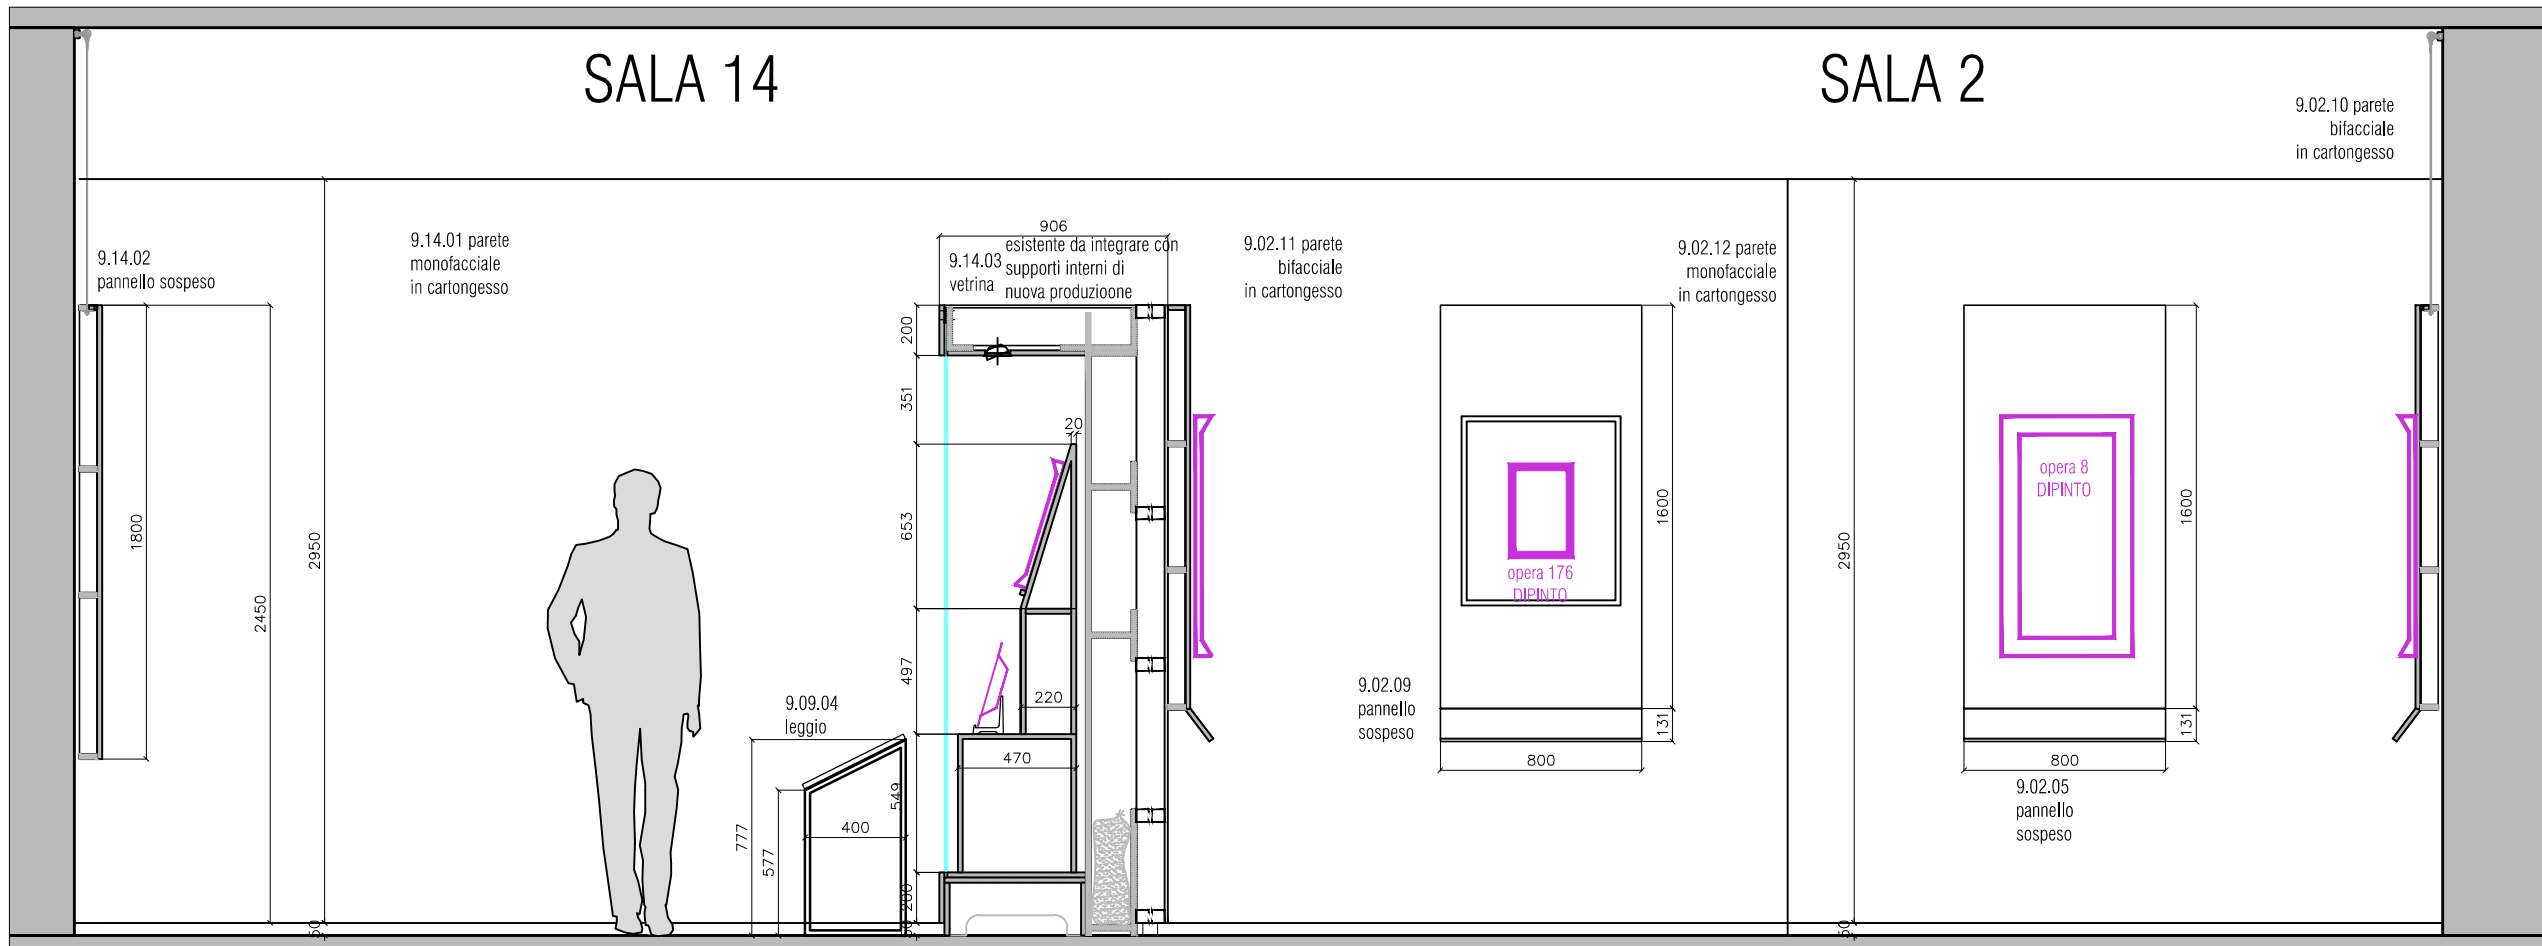 SALA 14
SALA 2
9.02.10 parete
bifacciale
in cartongesso
9.14.02
pannello sospeso
9.14.01 parete
monofacciale
in cartongesso
906
9.14.03
vetrina
esistente da integrare con
supporti interni di
nuova produzioone
9.02.11 parete
bifacciale
in cartongesso
9.02.12 parete
monofacciale
in cartongesso
200
351
20
653
497
220
470
549
200
50
1800
2450
2950
50
9.09.04
leggio
400
777
577
opera 176
DIPINTO
1600
131
800
9.02.09
pannello
sospeso
2950
50
opera 8
DIPINTO
1600
131
800
9.02.05
pannello
sospeso